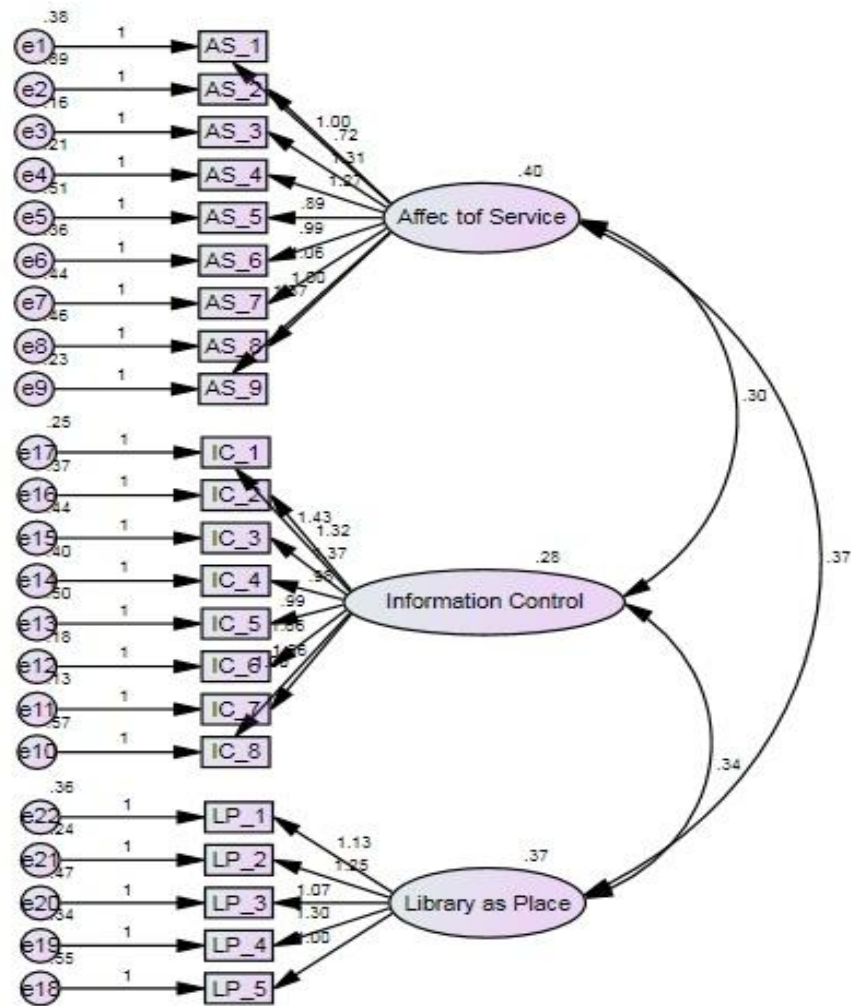 .38
e1 1 AS_1
e2 1 AS_2
.16
e3 1 AS_3
.21
e4 1 AS_4
.51
e5 1 AS_5
.36
e6 1 AS_6
.44
e7 1 AS_7
.46
e8 1 AS_8
.23
e9 1 AS_9
1.00
.72
1.31
.89
.99
1.06
1.00
.40
Affec tof Service
.30
.37
.25
e17 1 IC_1
.37
e16 1 IC_2
.44
e15 1 IC_3
.40
e14 1 IC_4
.50
e13 1 IC_5
.18
e12 1 IC_6
.13
e11 1 IC_7
.57
e10 1 IC_8
1.43
1.32
.99
.28
Information Control
.34
.36
e22 1 LP_1
.24
e21 1 LP_2
.47
e20 1 LP_3
.34
e19 1 LP_4
.55
e18 1 LP_5
1.13
1.25
1.07
1.30
1.00
.37
Library as Place